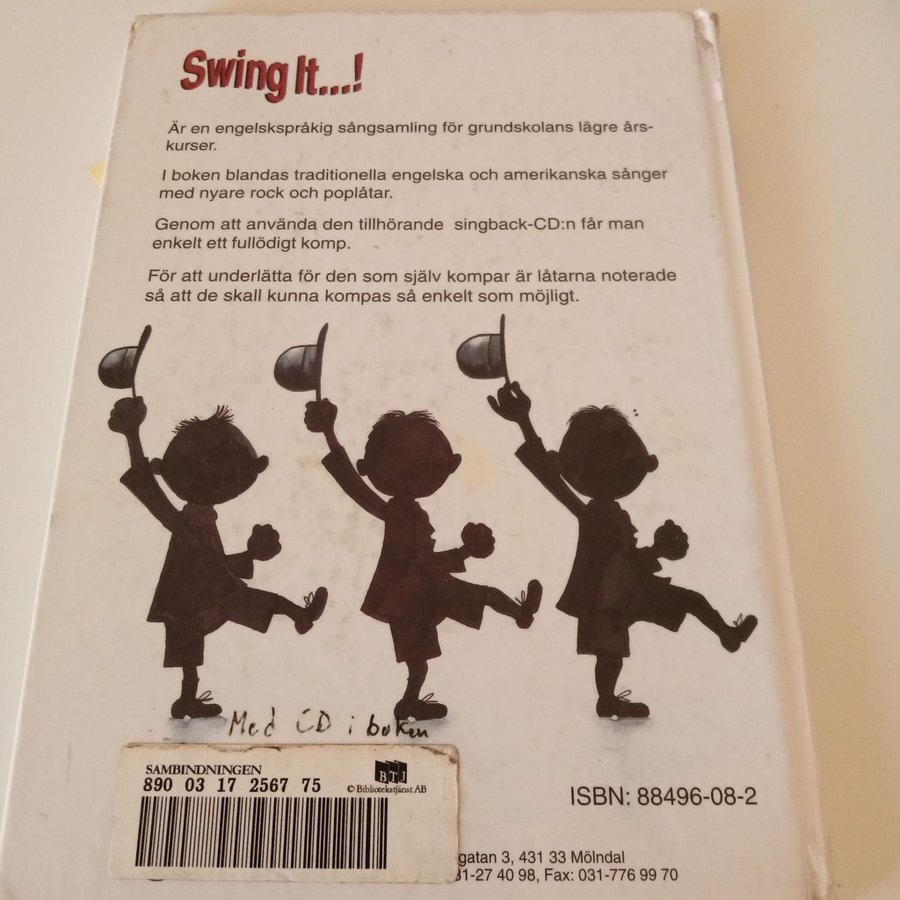 Swing It...!
Är en engelskspråkig sångsamling för grundskolans lägre års-
kurser.
I boken blandas traditionella engelska och amerikanska sånger
med nyare rock och poplåtar.
Genom att använda den tillhörande singback-CD:n får man
enkelt ett fullödigt komp.
För att underlätta för den som själv kompar är låtarna noterade
så att de skall kunna kompas så enkelt som möjligt.
Med CD i boken
SAMBINDNINGEN
890 03 17 2567 75
BTJ
© Bibliotekstjänst AB
ISBN: 88496-08-2
gatan 3, 431 33 Mölndal
31-27 40 98, Fax: 031-776 99 70